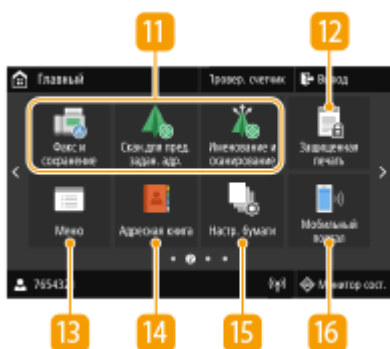 11
12
Главный
Провер. счетчик
Выход
Факс и
сохранение
Скан.для пред.
задан. адр.
Именование и
сканирование
Защищенная
печать
Меню
Адресная книга
Настр. бумаги
Мобильный
портал
7654321
Монитор сост.
13
14
15
16